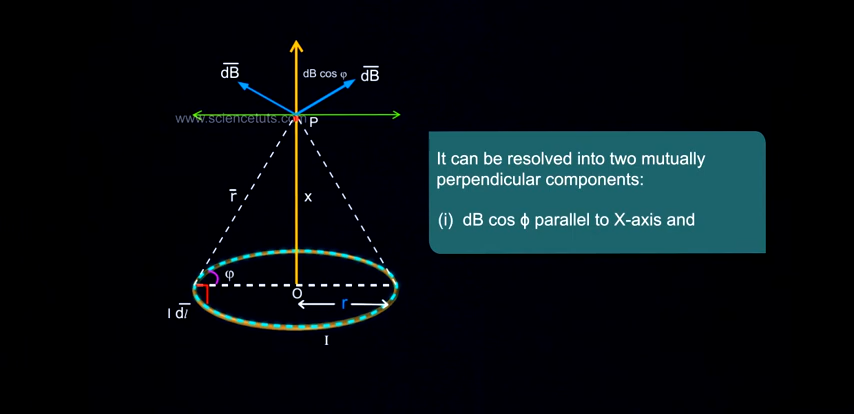 dB
dB cos φ
dB
www.sciencetuts.com
P
r
x
φ
O
r
I dl
I
It can be resolved into two mutually
perpendicular components:
(i) dB cos ϕ parallel to X-axis and